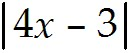 |4x – 3|